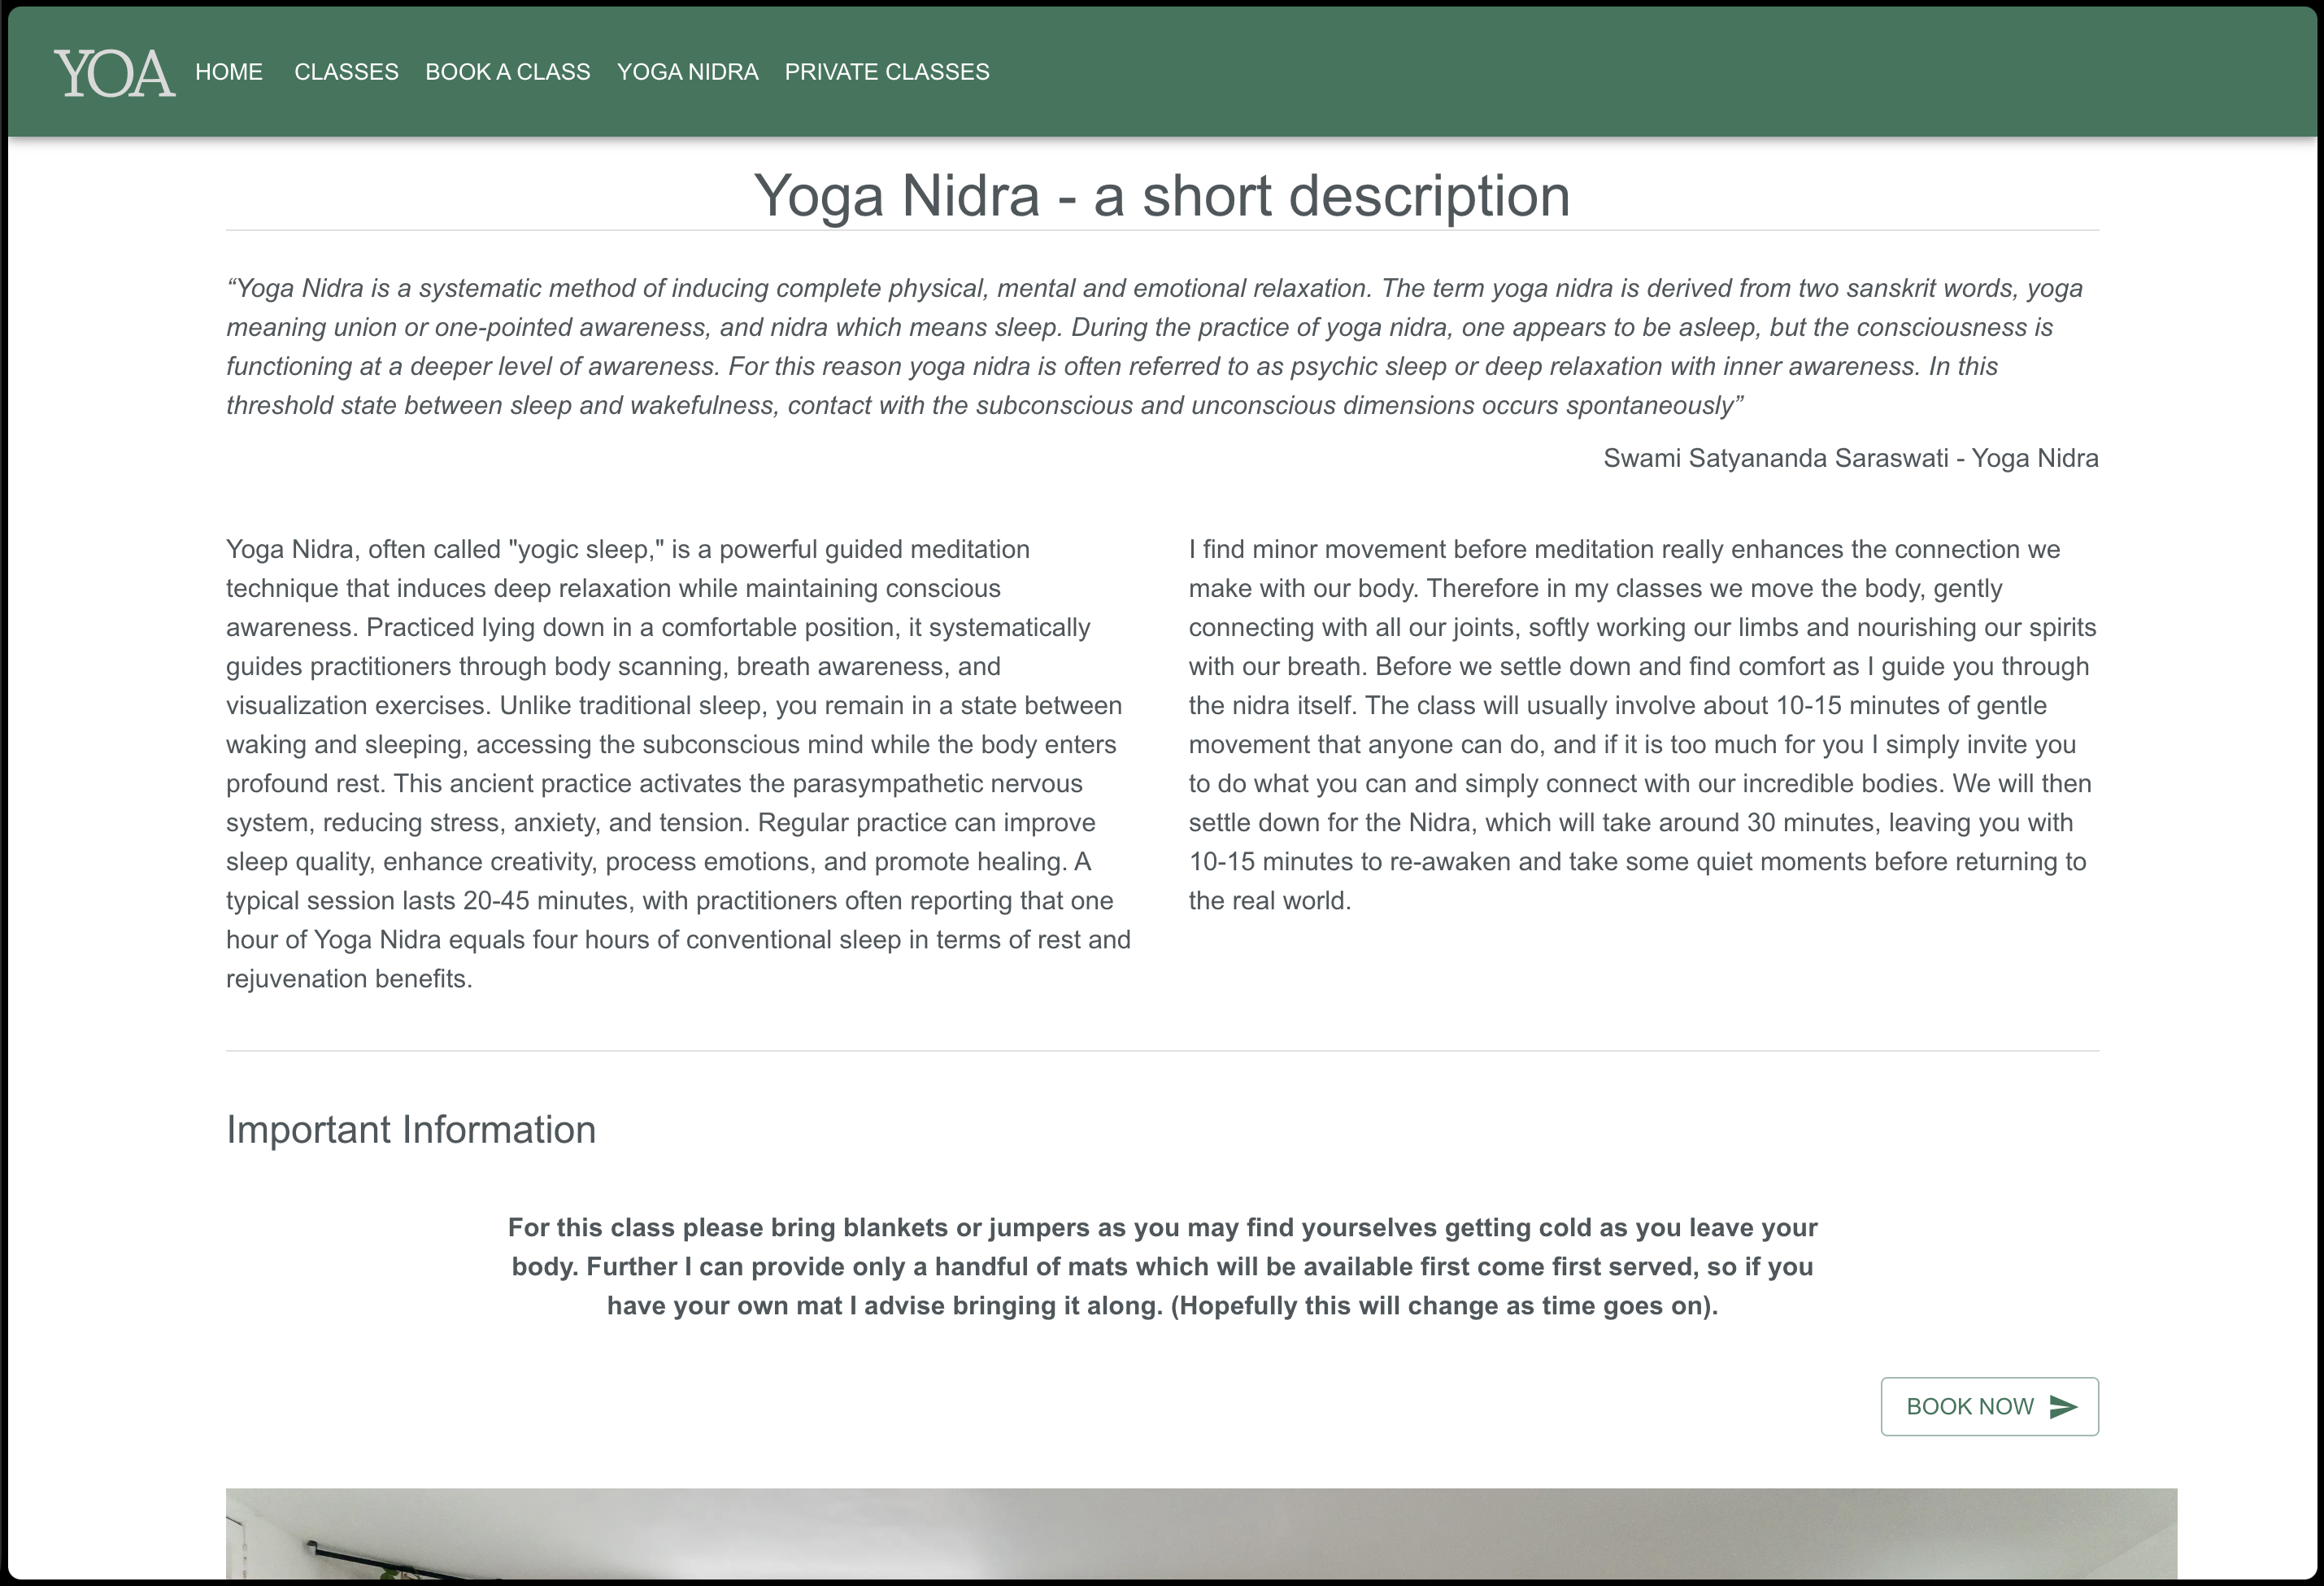 YOA HOME CLASSES BOOK A CLASS YOGA NIDRA PRIVATE CLASSES
Yoga Nidra - a short description
“Yoga Nidra is a systematic method of inducing complete physical, mental and emotional relaxation. The term yoga nidra is derived from two sanskrit words, yoga
meaning union or one-pointed awareness, and nidra which means sleep. During the practice of yoga nidra, one appears to be asleep, but the consciousness is
functioning at a deeper level of awareness. For this reason yoga nidra is often referred to as psychic sleep or deep relaxation with inner awareness. In this
threshold state between sleep and wakefulness, contact with the subconscious and unconscious dimensions occurs spontaneously”
Swami Satyananda Saraswati - Yoga Nidra
Yoga Nidra, often called "yogic sleep," is a powerful guided meditation
technique that induces deep relaxation while maintaining conscious
awareness. Practiced lying down in a comfortable position, it systematically
guides practitioners through body scanning, breath awareness, and
visualization exercises. Unlike traditional sleep, you remain in a state between
waking and sleeping, accessing the subconscious mind while the body enters
profound rest. This ancient practice activates the parasympathetic nervous
system, reducing stress, anxiety, and tension. Regular practice can improve
sleep quality, enhance creativity, process emotions, and promote healing. A
typical session lasts 20-45 minutes, with practitioners often reporting that one
hour of Yoga Nidra equals four hours of conventional sleep in terms of rest and
rejuvenation benefits.
I find minor movement before meditation really enhances the connection we
make with our body. Therefore in my classes we move the body, gently
connecting with all our joints, softly working our limbs and nourishing our spirits
with our breath. Before we settle down and find comfort as I guide you through
the nidra itself. The class will usually involve about 10-15 minutes of gentle
movement that anyone can do, and if it is too much for you I simply invite you
to do what you can and simply connect with our incredible bodies. We will then
settle down for the Nidra, which will take around 30 minutes, leaving you with
10-15 minutes to re-awaken and take some quiet moments before returning to
the real world.
Important Information
For this class please bring blankets or jumpers as you may find yourselves getting cold as you leave your
body. Further I can provide only a handful of mats which will be available first come first served, so if you
have your own mat I advise bringing it along. (Hopefully this will change as time goes on).
BOOK NOW